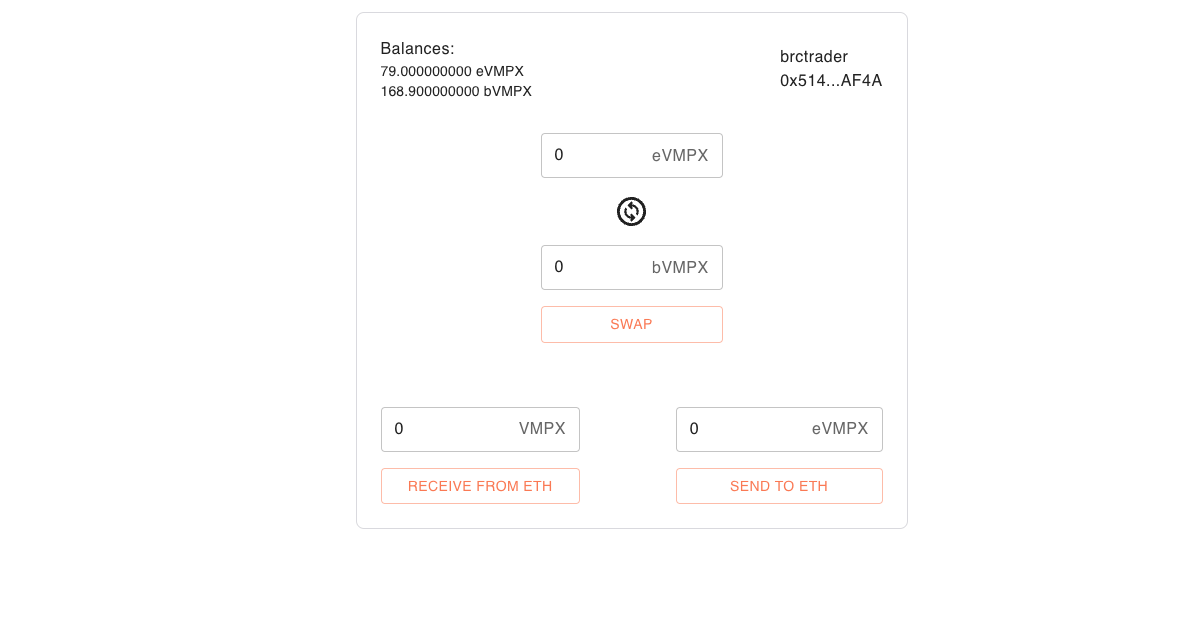 Balances:
79.000000000 eVMPX
168.900000000 bVMPX
brctrader
0x514...AF4A
0 eVMPX
0 bVMPX
SWAP
0 VMPX
0 eVMPX
RECEIVE FROM ETH
SEND TO ETH